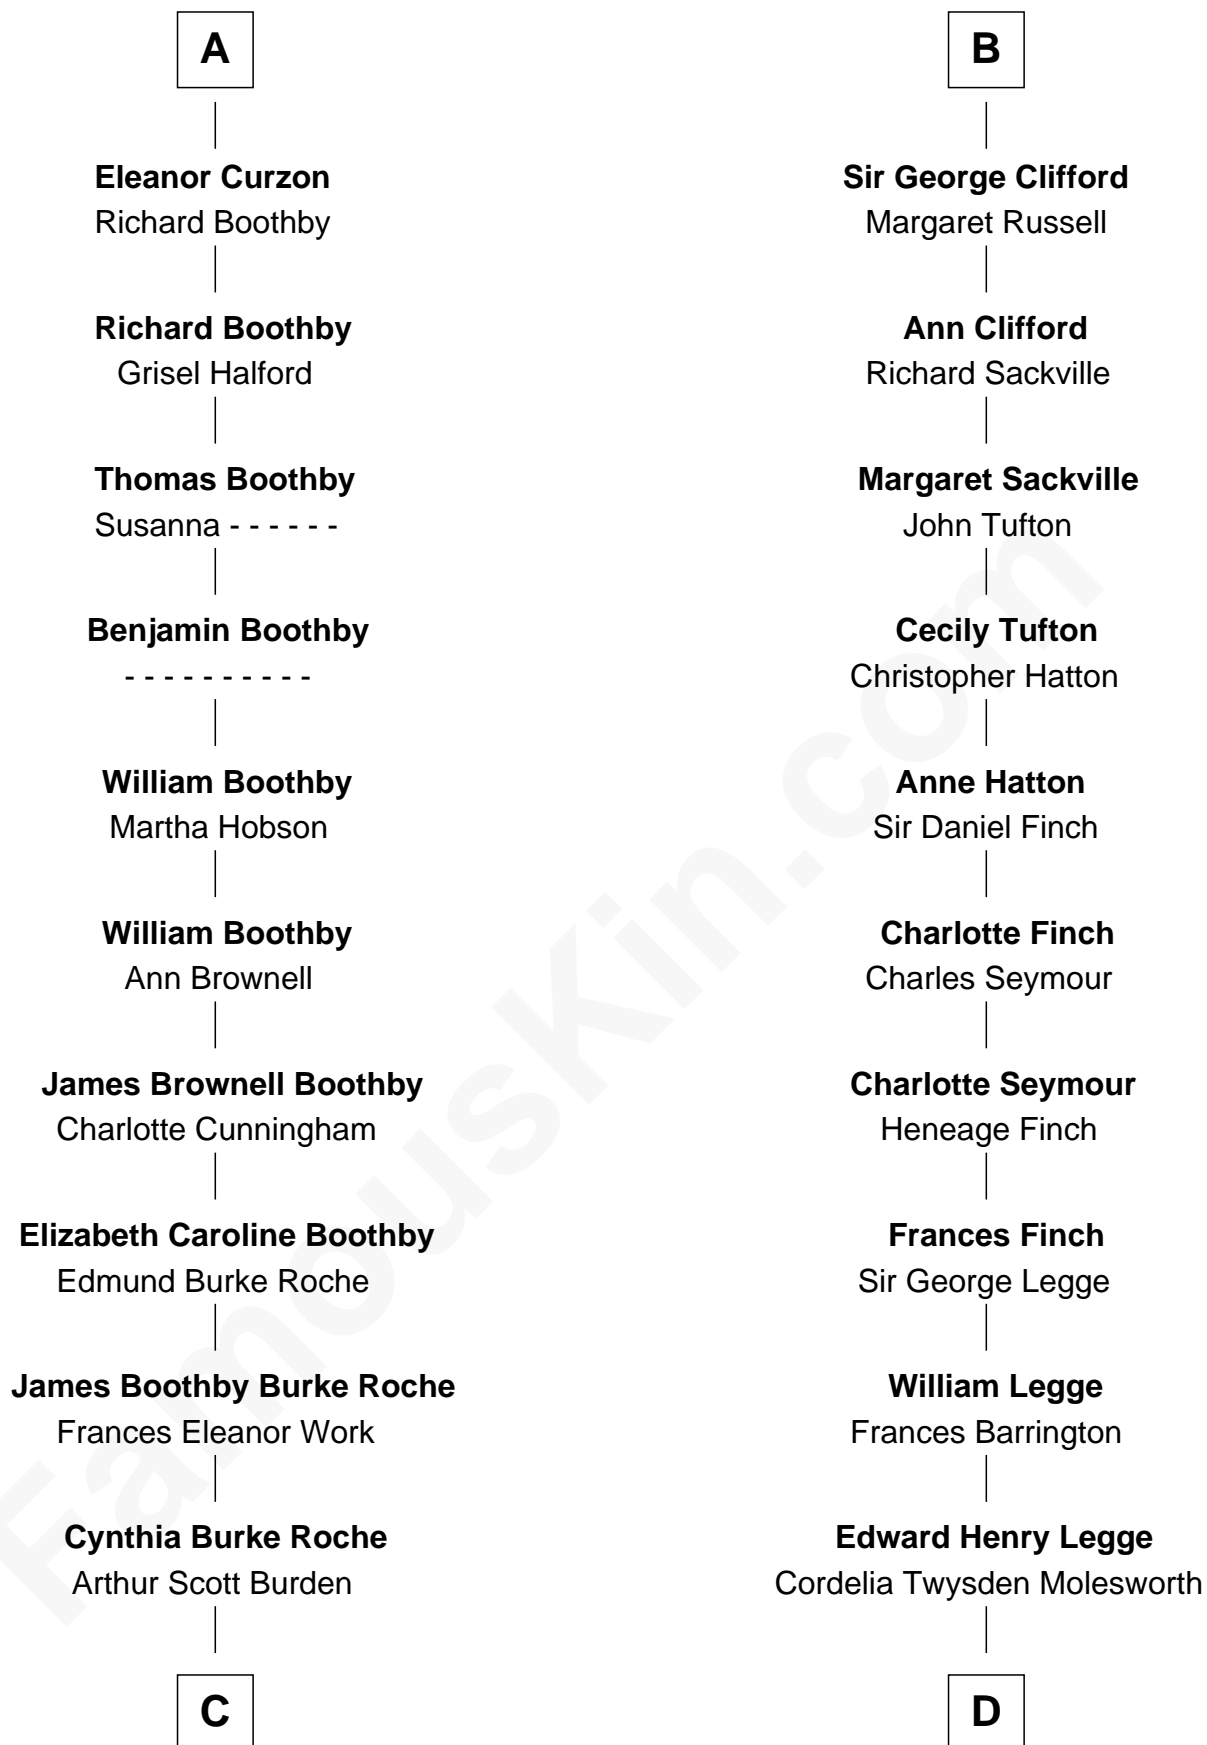 A
Eleanor Curzon
Richard Boothby
Richard Boothby
Grisel Halford
Thomas Boothby
Susanna - - - - - -
Benjamin Boothby
- - - - - - - - - -
William Boothby
Martha Hobson
William Boothby
Ann Brownell
James Brownell Boothby
Charlotte Cunningham
Elizabeth Caroline Boothby
Edmund Burke Roche
James Boothby Burke Roche
Frances Eleanor Work
Cynthia Burke Roche
Arthur Scott Burden
C
B
Sir George Clifford
Margaret Russell
Ann Clifford
Richard Sackville
Margaret Sackville
John Tufton
Cecily Tufton
Christopher Hatton
Anne Hatton
Sir Daniel Finch
Charlotte Finch
Charles Seymour
Charlotte Seymour
Heneage Finch
Frances Finch
Sir George Legge
William Legge
Frances Barrington
Edward Henry Legge
Cordelia Twysden Molesworth
D
FamousKin.com